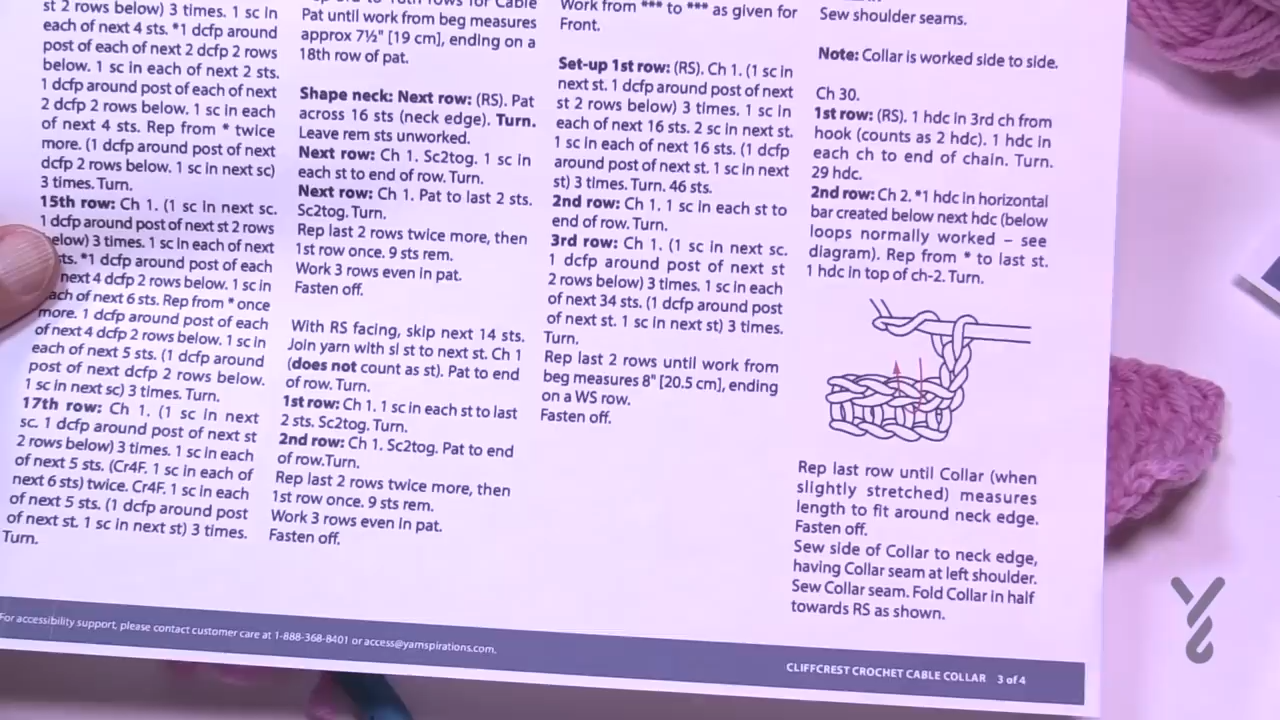 st 2 rows below) 3 times. 1 sc in
each of next 4 sts. *1 dcfp around
post of each of next 2 dcfp 2 rows
below. 1 sc in each of next 2 sts.
1 dcfp around post of each of next
2 dcfp 2 rows below. 1 sc in each
of next 4 sts. Rep from * twice
more. (1 dcfp around post of next
dcfp 2 rows below. 1 sc in next sc)
3 times. Turn.
15th row: Ch 1. (1 sc in next sc.
1 dcfp around post of next st 2 rows
below) 3 times. 1 sc in each of next
sts. *1 dcfp around post of each
next 4 dcfp 2 rows below. 1 sc in
each of next 6 sts. Rep from * once
more. 1 dcfp around post of each
of next 4 dcfp 2 rows below. 1 sc in
each of next 5 sts. (1 dcfp around
post of next dcfp 2 rows below.
1 sc in next sc) 3 times. Turn.
17th row: Ch 1. (1 sc in next
sc. 1 dcfp around post of next st
2 rows below) 3 times. 1 sc in each
of next 5 sts. (Cr4F. 1 sc in each of
next 6 sts) twice. Cr4F. 1 sc in each
of next 5 sts. (1 dcfp around post
of next st. 1 sc in next st) 3 times.
Turn.
rows for Cable
Pat until work from beg measures
approx 7½" [19 cm], ending on a
18th row of pat.
Shape neck: Next row: (RS). Pat
across 16 sts (neck edge). Turn.
Leave rem sts unworked.
Next row: Ch 1. Sc2tog. 1 sc in
each st to end of row. Turn.
Next row: Ch 1. Pat to last 2 sts.
Sc2tog. Turn.
Rep last 2 rows twice more, then
1st row once. 9 sts rem.
Work 3 rows even in pat.
Fasten off.
With RS facing, skip next 14 sts.
Join yarn with sl st to next st. Ch 1
(does not count as st). Pat to end
of row. Turn.
1st row: Ch 1. 1 sc in each st to last
2 sts. Sc2tog. Turn.
2nd row: Ch 1. Sc2tog. Pat to end
of row.Turn.
Rep last 2 rows twice more, then
1st row once. 9 sts rem.
Work 3 rows even in pat.
Fasten off.
Work from *** to *** as given for
Front.
Set-up 1st row: (RS). Ch 1. (1 sc in
next st. 1 dcfp around post of next
st 2 rows below) 3 times. 1 sc in
each of next 16 sts. 2 sc in next st.
1 sc in each of next 16 sts. (1 dcfp
around post of next st. 1 sc in next
st) 3 times. Turn. 46 sts.
2nd row: Ch 1. 1 sc in each st to
end of row. Turn.
3rd row: Ch 1. (1 sc in next sc.
1 dcfp around post of next st
2 rows below) 3 times. 1 sc in each
of next 34 sts. (1 dcfp around post
of next st. 1 sc in next st) 3 times.
Turn.
Rep last 2 rows until work from
beg measures 8" [20.5 cm], ending
on a WS row.
Fasten off.
Sew shoulder seams.
Note: Collar is worked side to side.
Ch 30.
1st row: (RS). 1 hdc in 3rd ch from
hook (counts as 2 hdc). 1 hdc in
each ch to end of chain. Turn.
29 hdc.
2nd row: Ch 2. *1 hdc in horizontal
bar created below next hdc (below
loops normally worked – see
diagram). Rep from * to last st.
1 hdc in top of ch-2. Turn.
Rep last row until Collar (when
slightly stretched) measures
length to fit around neck edge.
Fasten off.
Sew side of Collar to neck edge,
having Collar seam at left shoulder.
Sew Collar seam. Fold Collar in half
towards RS as shown.
For accessibility support, please contact customer care at 1-888-368-8401 or access@yarnspirations.com.
CLIFFCREST CROCHET CABLE COLLAR 3 of 4